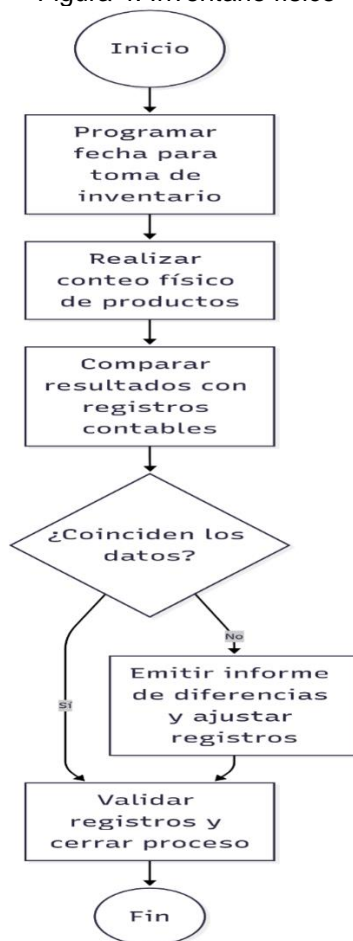 Figura 4. Inventario físico
Inicio
Programar
fecha para
toma de
inventario
Realizar
conteo físico
de productos
Comparar
resultados con
registros
contables
¿Coinciden los
datos?
No
Emitir informe
de diferencias
y ajustar
registros
Sí
Validar
registros y
cerrar proceso
Fin